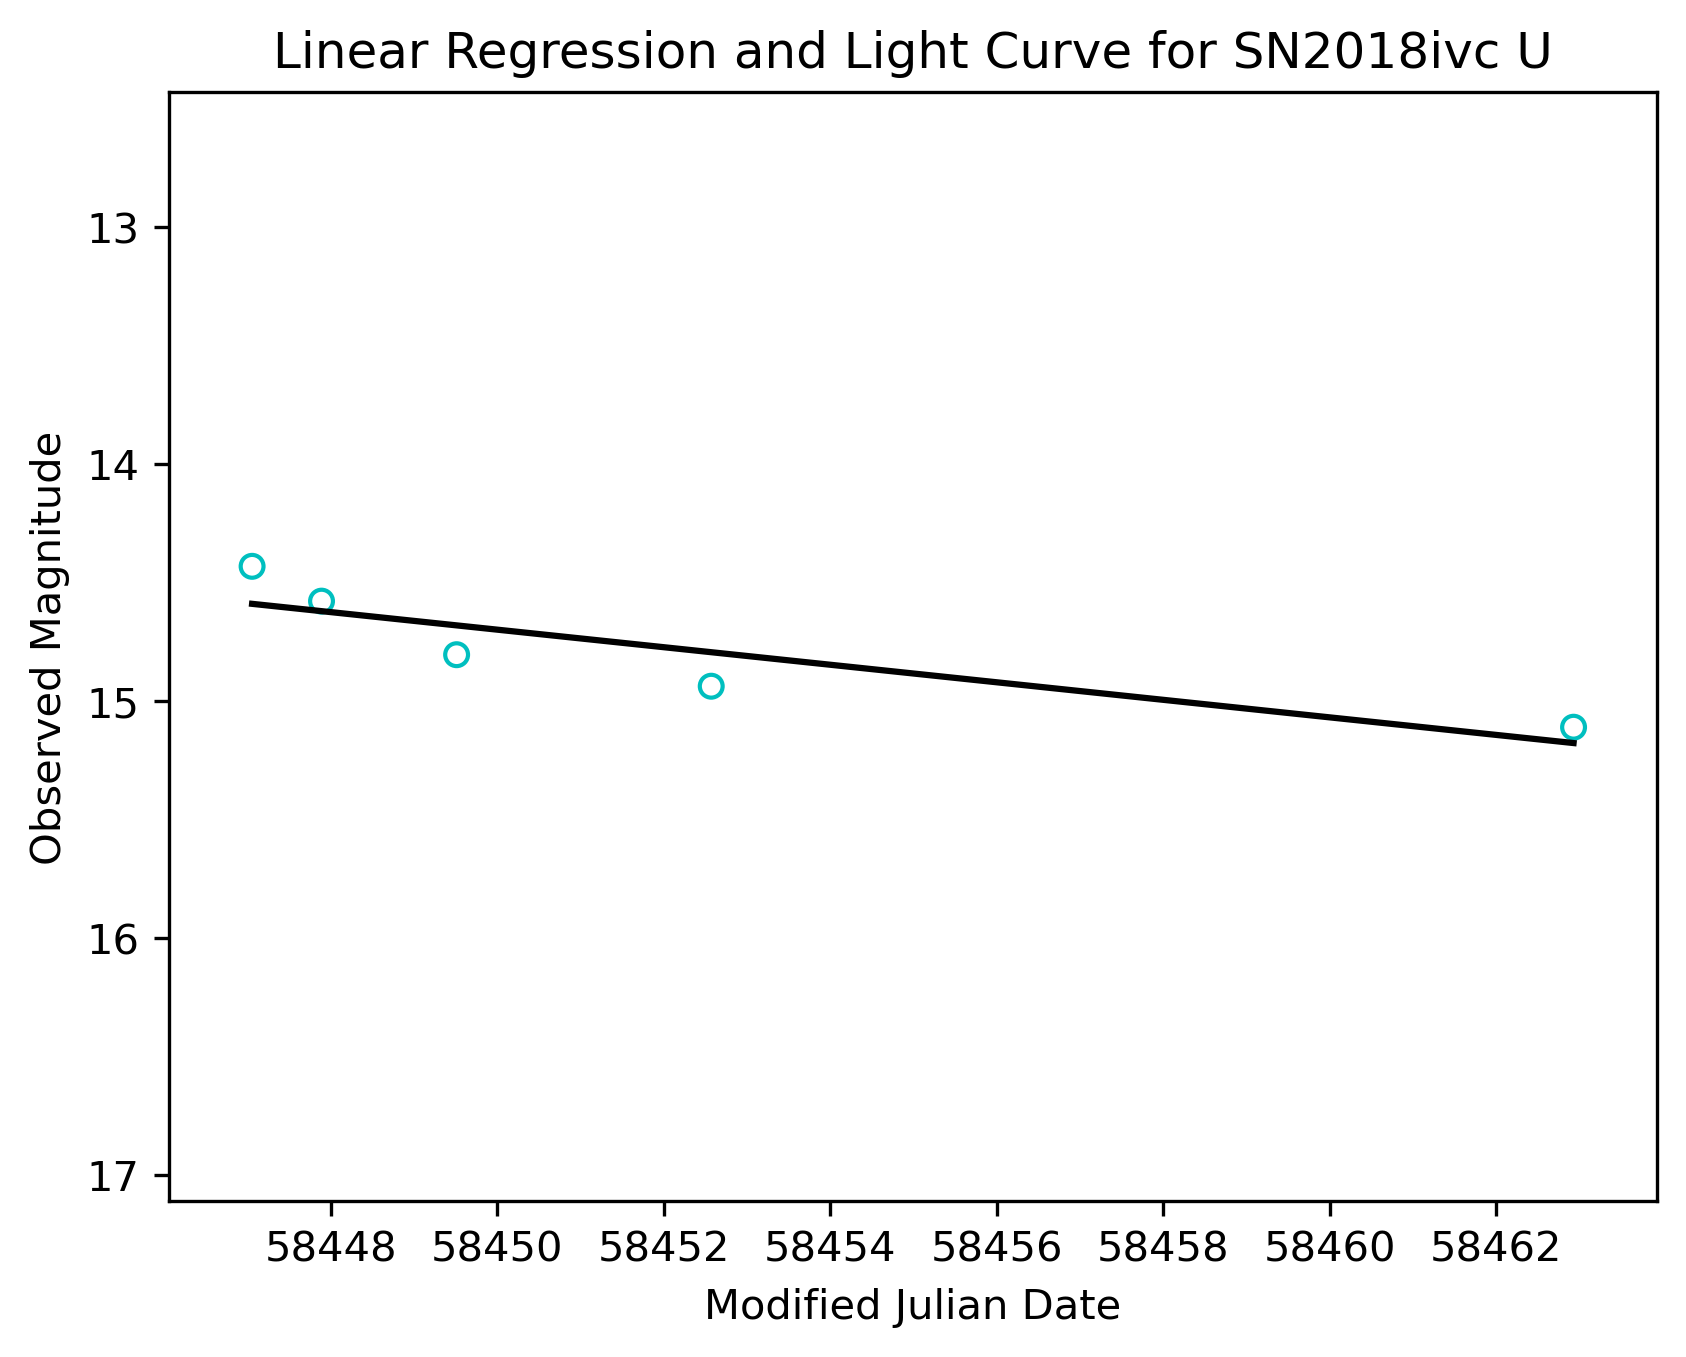 Linear Regression and Light Curve for SN2018ivc U
Observed Magnitude
13
14
15
16
17
58448 58450 58452 58454 58456 58458 58460 58462
Modified Julian Date